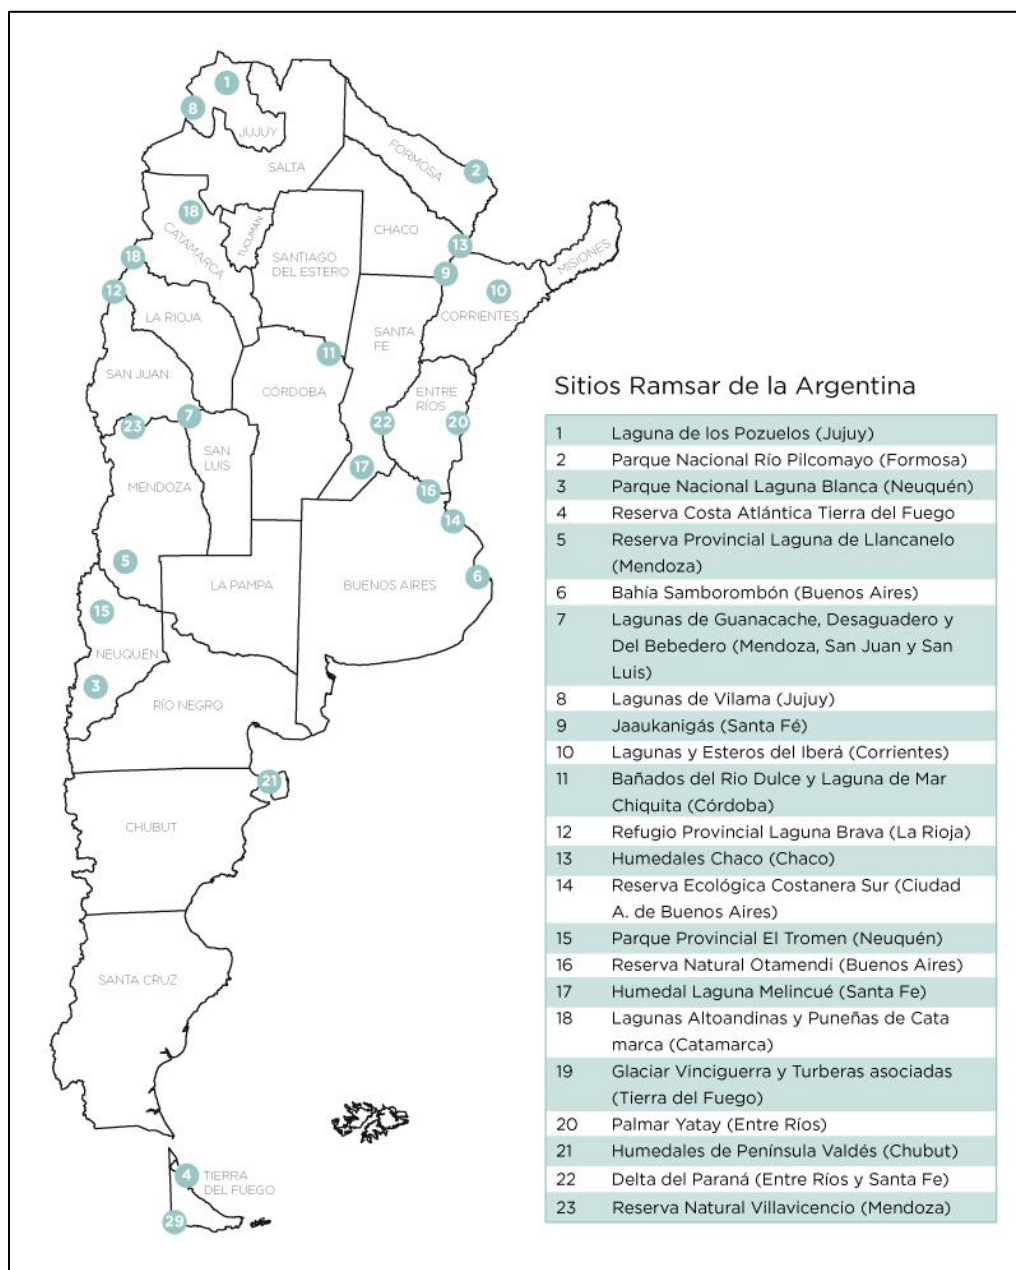 1
8
JUJUY
SALTA
FORMOSA
2
18
CATAMARCA
TUCUMÁN
CHACO
13
MISIONES
SANTIAGO
DEL ESTERO
18
9
10
12
LA RIOJA
CORRIENTES
SANTA
FE
11
SAN JUAN
CÓRDOBA
ENTRE
RÍOS
7
23
22
20
SAN
LUIS
17
MENDOZA
16
14
5
LA PAMPA
BUENOS AIRES
6
15
NEUQUÉN
3
RÍO NEGRO
21
CHUBUT
SANTA CRUZ
4
TIERRA
DEL FUEGO
29
Sitios Ramsar de la Argentina
1 Laguna de los Pozuelos (Jujuy)
2 Parque Nacional Río Pilcomayo (Formosa)
3 Parque Nacional Laguna Blanca (Neuquén)
4 Reserva Costa Atlántica Tierra del Fuego
5 Reserva Provincial Laguna de Llancanelo
(Mendoza)
6 Bahía Samborombón (Buenos Aires)
7 Lagunas de Guanacache, Desaguadero y
Del Bebedero (Mendoza, San Juan y San
Luis)
8 Lagunas de Vilama (Jujuy)
9 Jaaukanigás (Santa Fé)
10 Lagunas y Esteros del Iberá (Corrientes)
11 Bañados del Rio Dulce y Laguna de Mar
Chiquita (Córdoba)
12 Refugio Provincial Laguna Brava (La Rioja)
13 Humedales Chaco (Chaco)
14 Reserva Ecológica Costanera Sur (Ciudad
A. de Buenos Aires)
15 Parque Provincial El Tromen (Neuquén)
16 Reserva Natural Otamendi (Buenos Aires)
17 Humedal Laguna Melincué (Santa Fe)
18 Lagunas Altoandinas y Puneñas de Cata
marca (Catamarca)
19 Glaciar Vinciguerra y Turberas asociadas
(Tierra del Fuego)
20 Palmar Yatay (Entre Ríos)
21 Humedales de Península Valdés (Chubut)
22 Delta del Paraná (Entre Ríos y Santa Fe)
23 Reserva Natural Villavicencio (Mendoza)